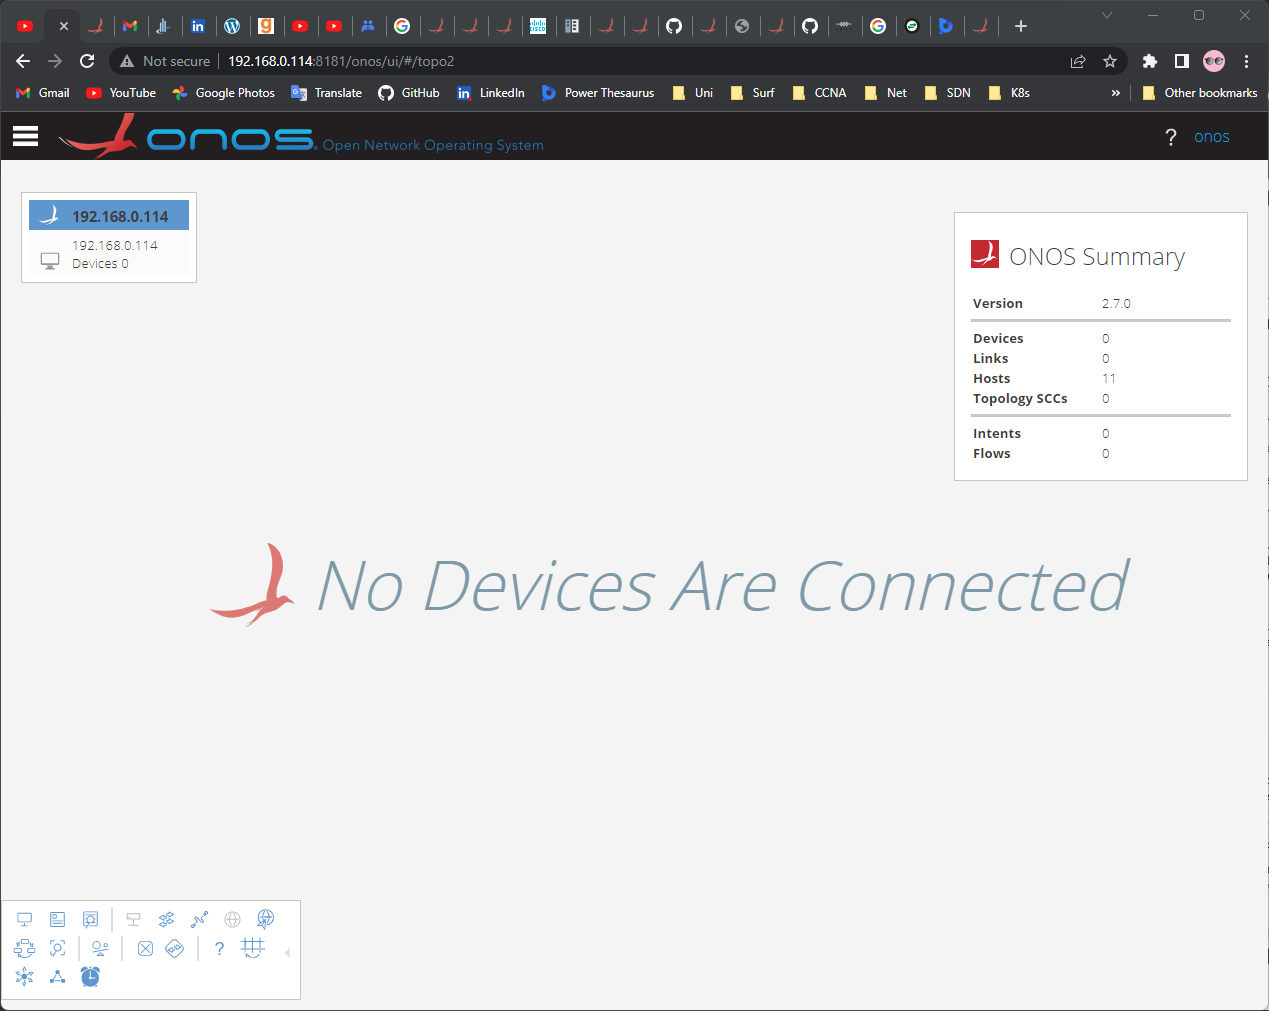 Not secure 192.168.0.114:8181/onos/ui/#/topo2
Gmail YouTube Google Photos Translate GitHub LinkedIn Power Thesaurus Uni Surf CCNA Net SDN K8s » Other bookmarks
onos Open Network Operating System ? onos
192.168.0.114
192.168.0.114
Devices 0
ONOS Summary
Version 2.7.0
Devices 0
Links 0
Hosts 11
Topology SCCs 0
Intents 0
Flows 0
No Devices Are Connected
?